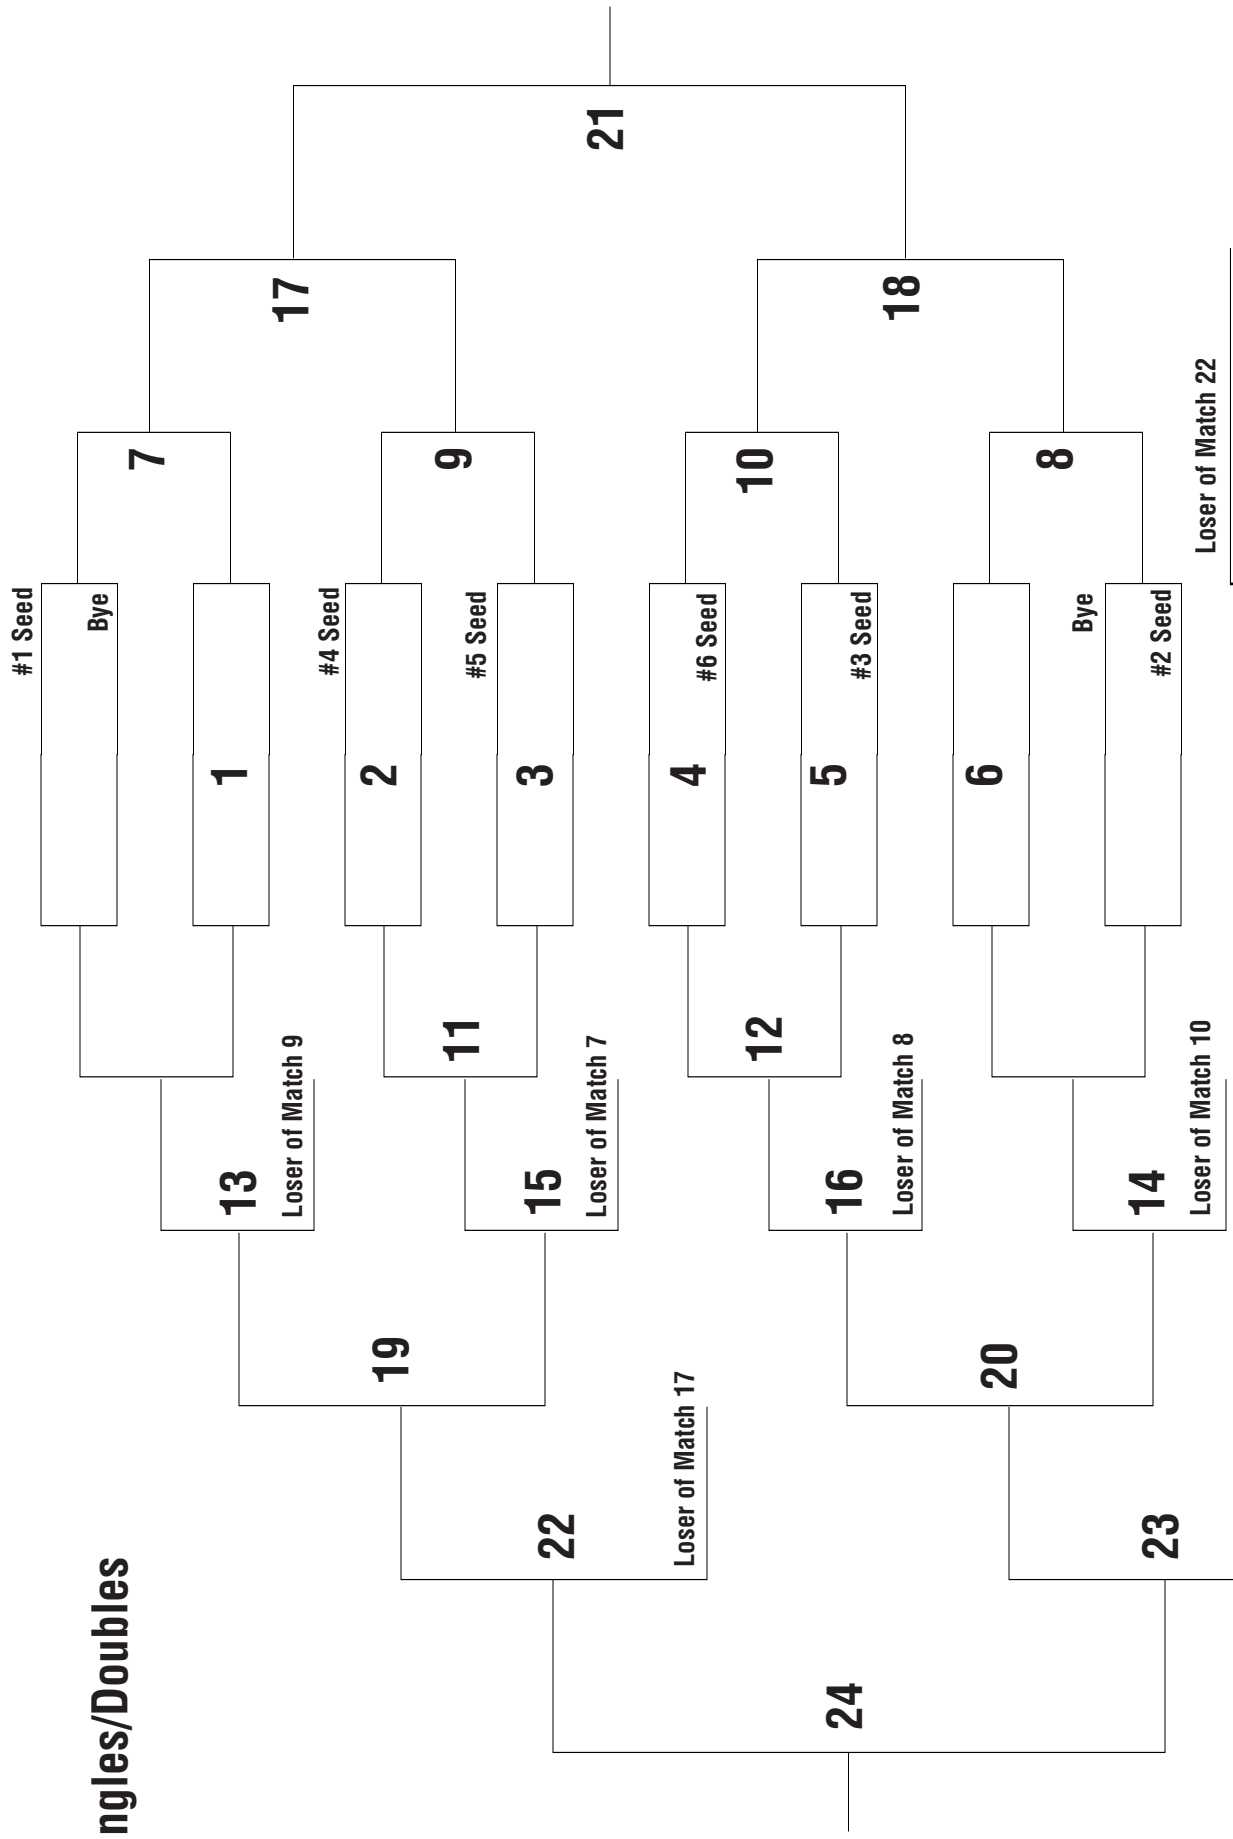 ngles/Doubles
#1 Seed
Bye
1
7
#4 Seed
2
#5 Seed
3
9
17
#6 Seed
4
#3 Seed
5
10
6
Bye
#2 Seed
8
18
21
13
Loser of Match 9
11
15
Loser of Match 7
19
22
Loser of Match 17
12
16
Loser of Match 8
14
Loser of Match 10
20
23
24
Loser of Match 22